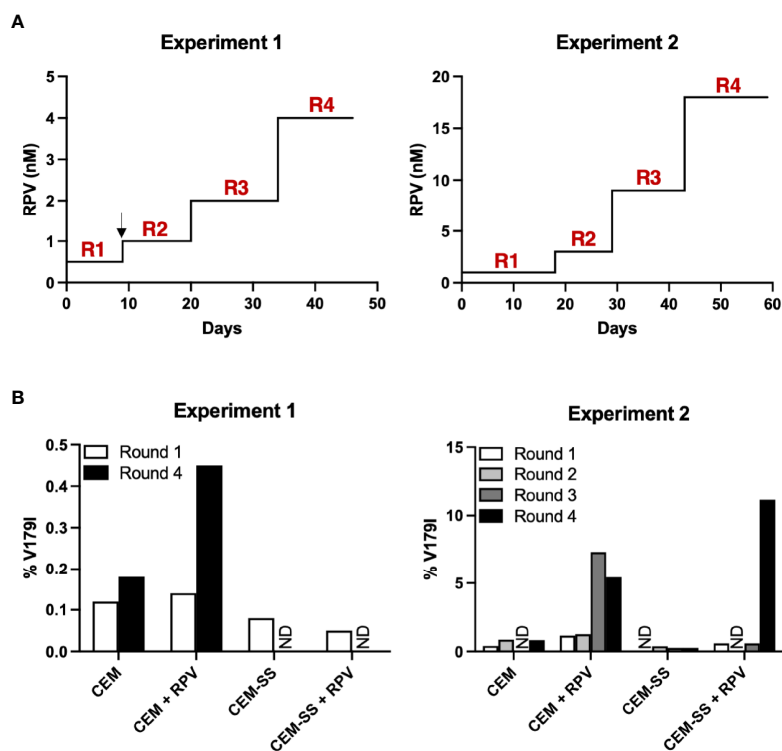 A
Experiment 1
RPV (nM)
5
4
3
2
1
0
R1
R2
R3
R4
0 10 20 30 40 50
Days
Experiment 2
RPV (nM)
20
15
10
5
0
R1
R2
R3
R4
0 10 20 30 40 50 60
Days
B
Experiment 1
% V179I
0.5
0.4
0.3
0.2
0.1
0.0
Round 1
Round 4
ND
ND
CEM
CEM + RPV
CEM-SS
CEM-SS + RPV
Experiment 2
% V179I
15
10
5
0
Round 1
Round 2
Round 3
Round 4
ND
ND
ND
CEM
CEM + RPV
CEM-SS
CEM-SS + RPV